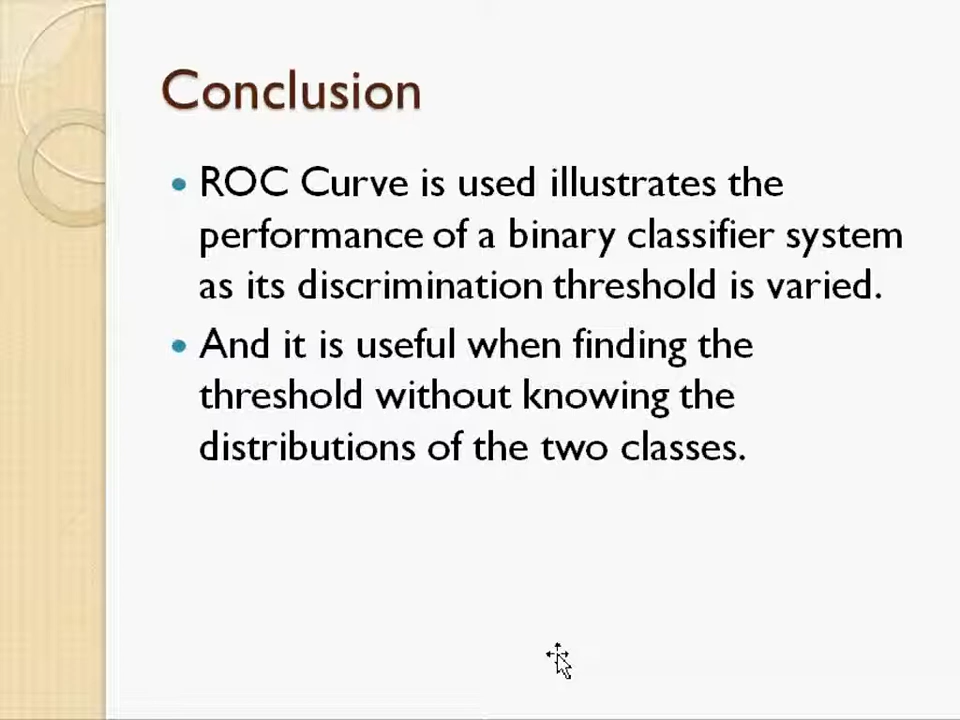 Conclusion
ROC Curve is used illustrates the
performance of a binary classifier system
as its discrimination threshold is varied.
And it is useful when finding the
threshold without knowing the
distributions of the two classes.